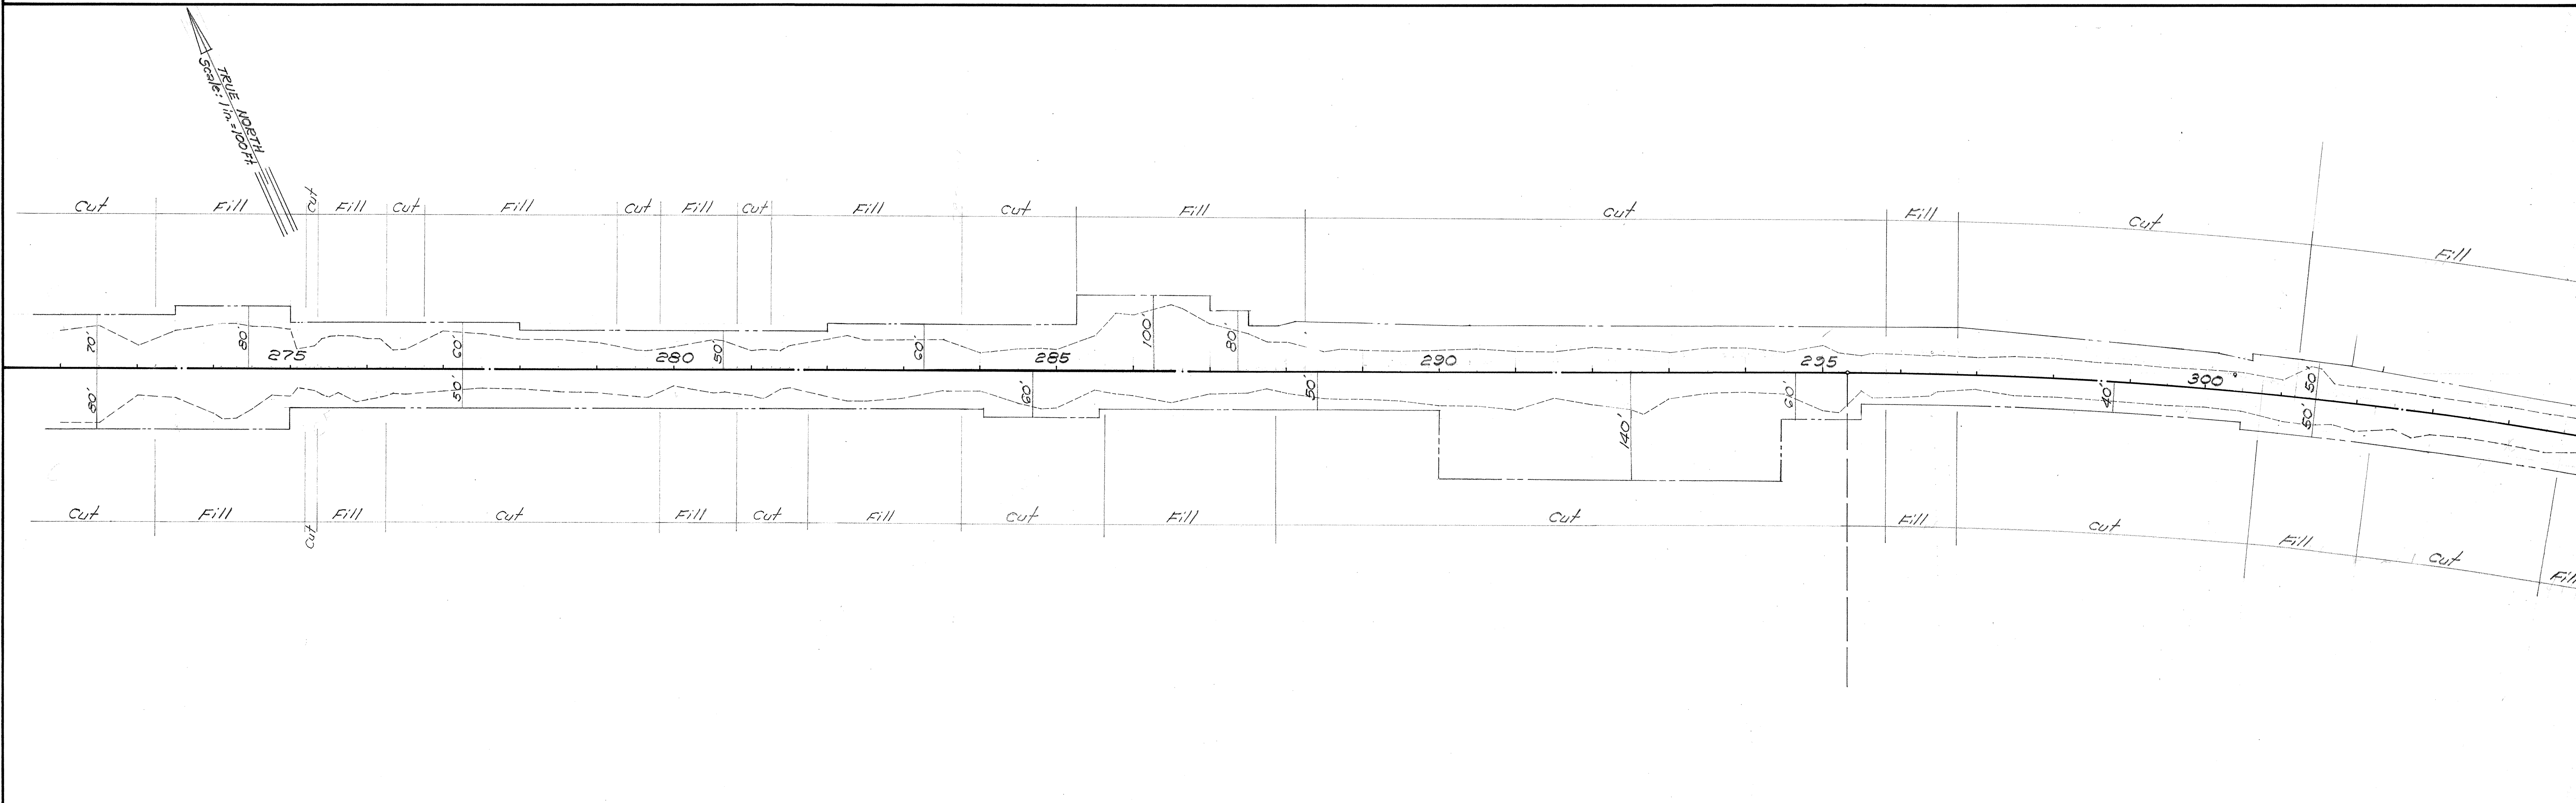 TRUE NORTH
Scale: 1 in. = 100 Ft.
Cut Fill Cut Fill Cut Fill Cut Fill Cut Fill Cut Fill Cut Fill Cut Fill
70' 80' 60' 50' 60' 100' 80' 50'
275 280 285 290 295 300
80' 50' 60' 50' 140' 60' 40' 50'
Cut Fill Cut Fill Cut Fill Cut Fill Cut Fill Cut Fill Cut Fill Cut Fill